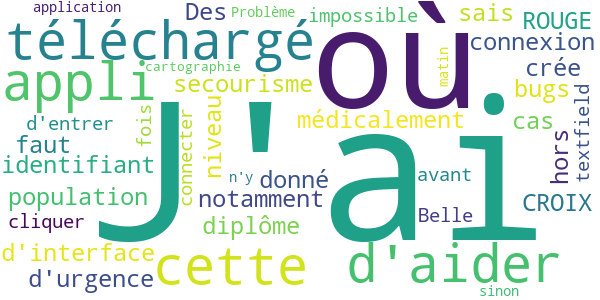 application
Des
Problème
impossible
sais
ROUGE
téléchargé
où
connexion
appli
cartographie
secourisme
matin
crée
bugs
textfield
J'ai
d'entrer
fois
connecter
niveau
médicalement
cas
faut
hors
identifiant
n'y
donné
avant
population
notamment
CROIX
cliquer
diplôme
Belle
d'interface
cette
d'aider
d'urgence
sinon